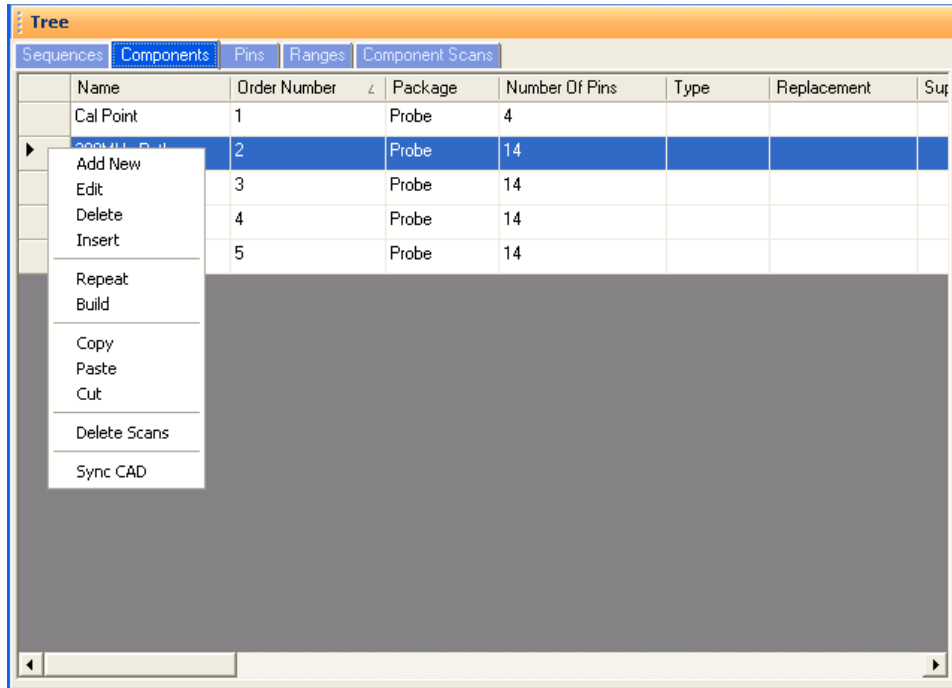 Tree
Sequences Components Pins Ranges Component Scans
Name Order Number Package Number Of Pins Type Replacement
Cal Point 1 Probe 4
2 Probe 14
3 Probe 14
4 Probe 14
5 Probe 14
Add New
Edit
Delete
Insert
Repeat
Build
Copy
Paste
Cut
Delete Scans
Sync CAD